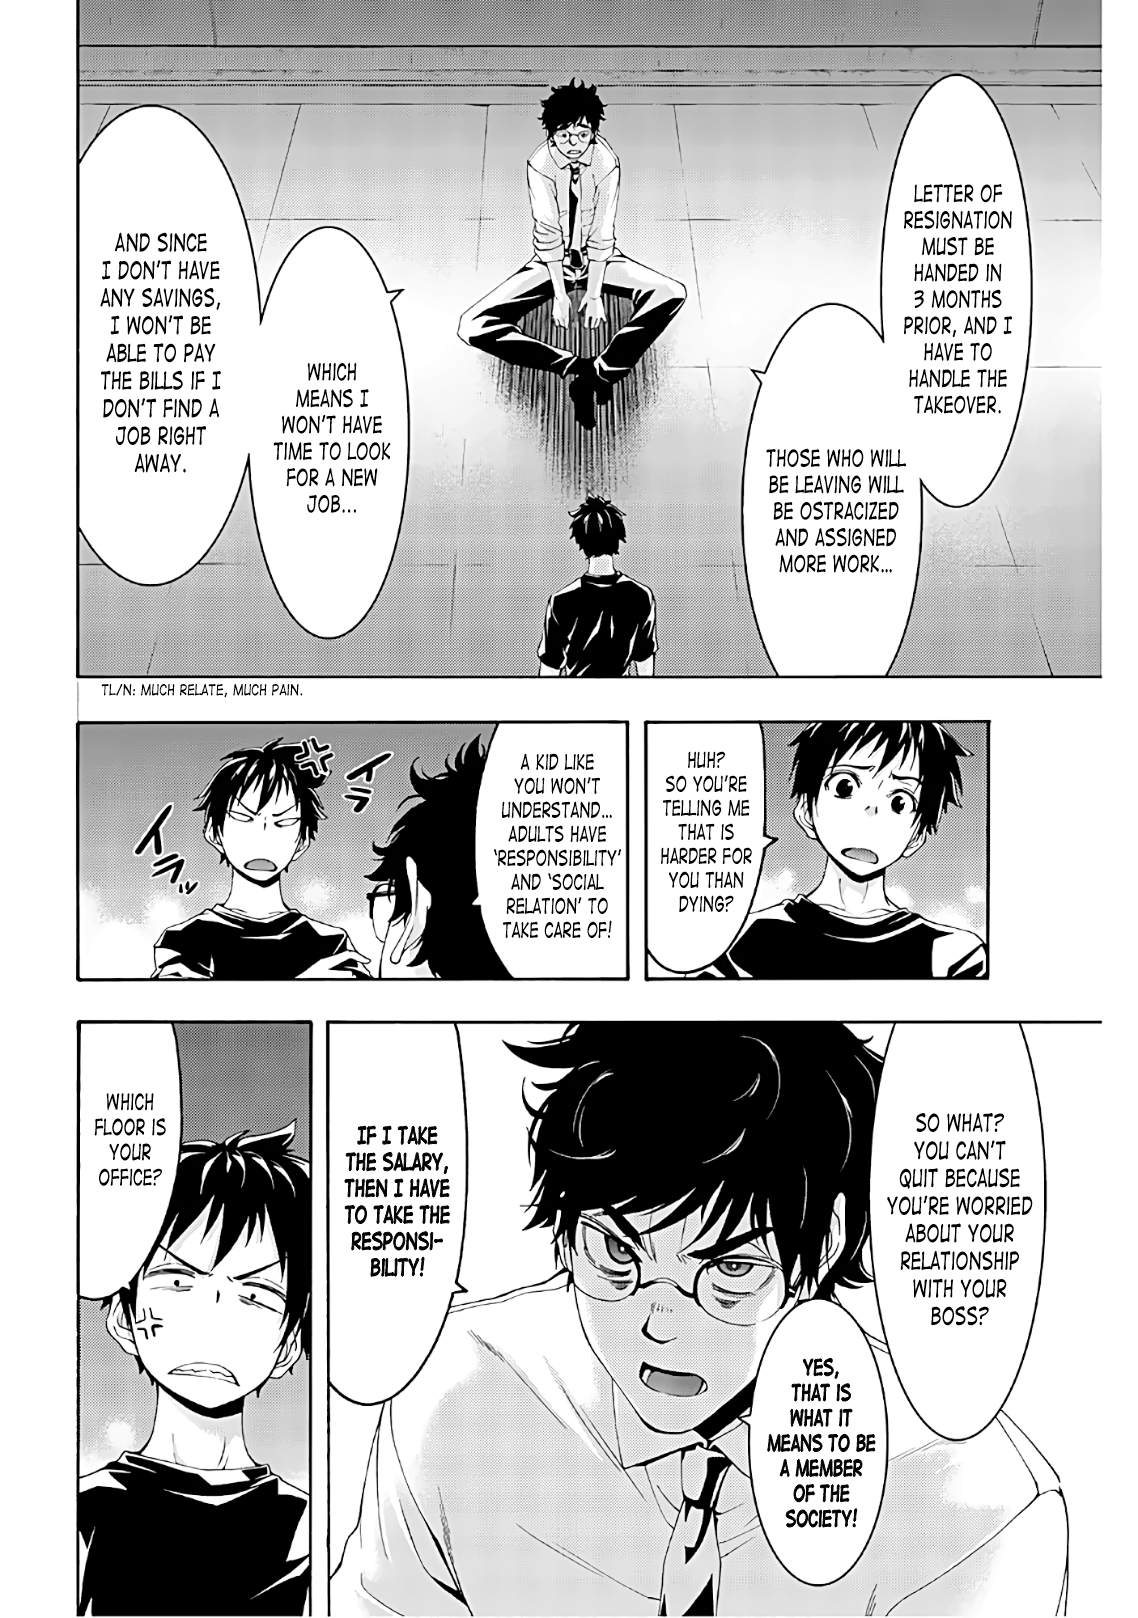 LETTER OF
RESIGNATION
MUST BE
HANDED IN
3 MONTHS
PRIOR, AND I
HAVE TO
HANDLE THE
TAKEOVER.
THOSE WHO WILL
BE LEAVING WILL
BE OSTRACIZED
AND ASSIGNED
MORE WORK...
WHICH
MEANS I
WON'T HAVE
TIME TO LOOK
FOR A NEW
JOB...
AND SINCE
I DON'T HAVE
ANY SAVINGS,
I WON'T BE
ABLE TO PAY
THE BILLS IF I
DON'T FIND A
JOB RIGHT
AWAY.
TL/N: MUCH RELATE, MUCH PAIN.
HUH?
SO YOU'RE
TELLING ME
THAT IS
HARDER FOR
YOU THAN
DYING?
A KID LIKE
YOU WON'T
UNDERSTAND...
ADULTS HAVE
'RESPONSIBILITY'
AND 'SOCIAL
RELATION' TO
TAKE CARE OF!
イラ
イラ
SO WHAT?
YOU CAN'T
QUIT BECAUSE
YOU'RE WORRIED
ABOUT YOUR
RELATIONSHIP
WITH YOUR
BOSS?
YES,
THAT IS
WHAT IT
MEANS TO BE
A MEMBER
OF THE
SOCIETY!
IF I TAKE
THE SALARY,
THEN I HAVE
TO TAKE THE
RESPONSI-
BILITY!
WHICH
FLOOR IS
YOUR
OFFICE?